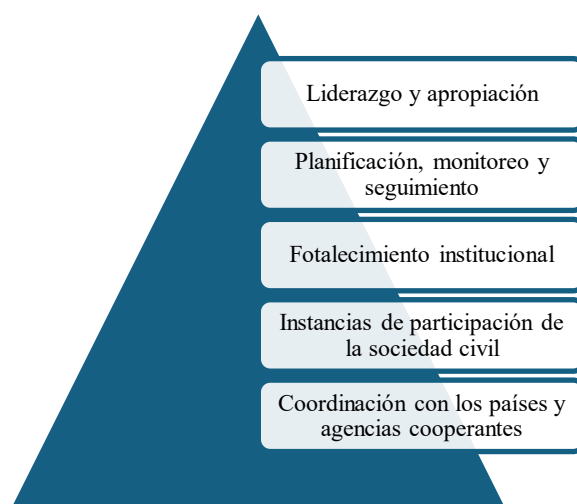 Liderazgo y apropiación
Planificación, monitoreo y
seguimiento
Fotalecimiento institucional
Instancias de participación de
la sociedad civil
Coordinación con los países y
agencias cooperantes